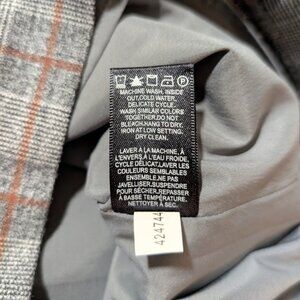 MACHINE WASH, INSIDE
OUT,COLD WATER,
DELICATE CYCLE.
WASH SIMILAR COLORS
TOGETHER,DO NOT
BLEACH,HANG TO DRY.
IRON AT LOW SETTING.
DRY CLEAN.
LAVER A LA MACHINE, À
L'ENVERS À L'EAU FROIDE,
CYCLE DÉLICAT,LAVER LES
COULEURS SEMBLABLES
ENSEMBLE, NE PAS
JAVELLISER,SUSPENDRE
POUR SÉCHER,REPASSER
À BASSE TEMPÉRATURE,
NETTOYER À SEC.
424744